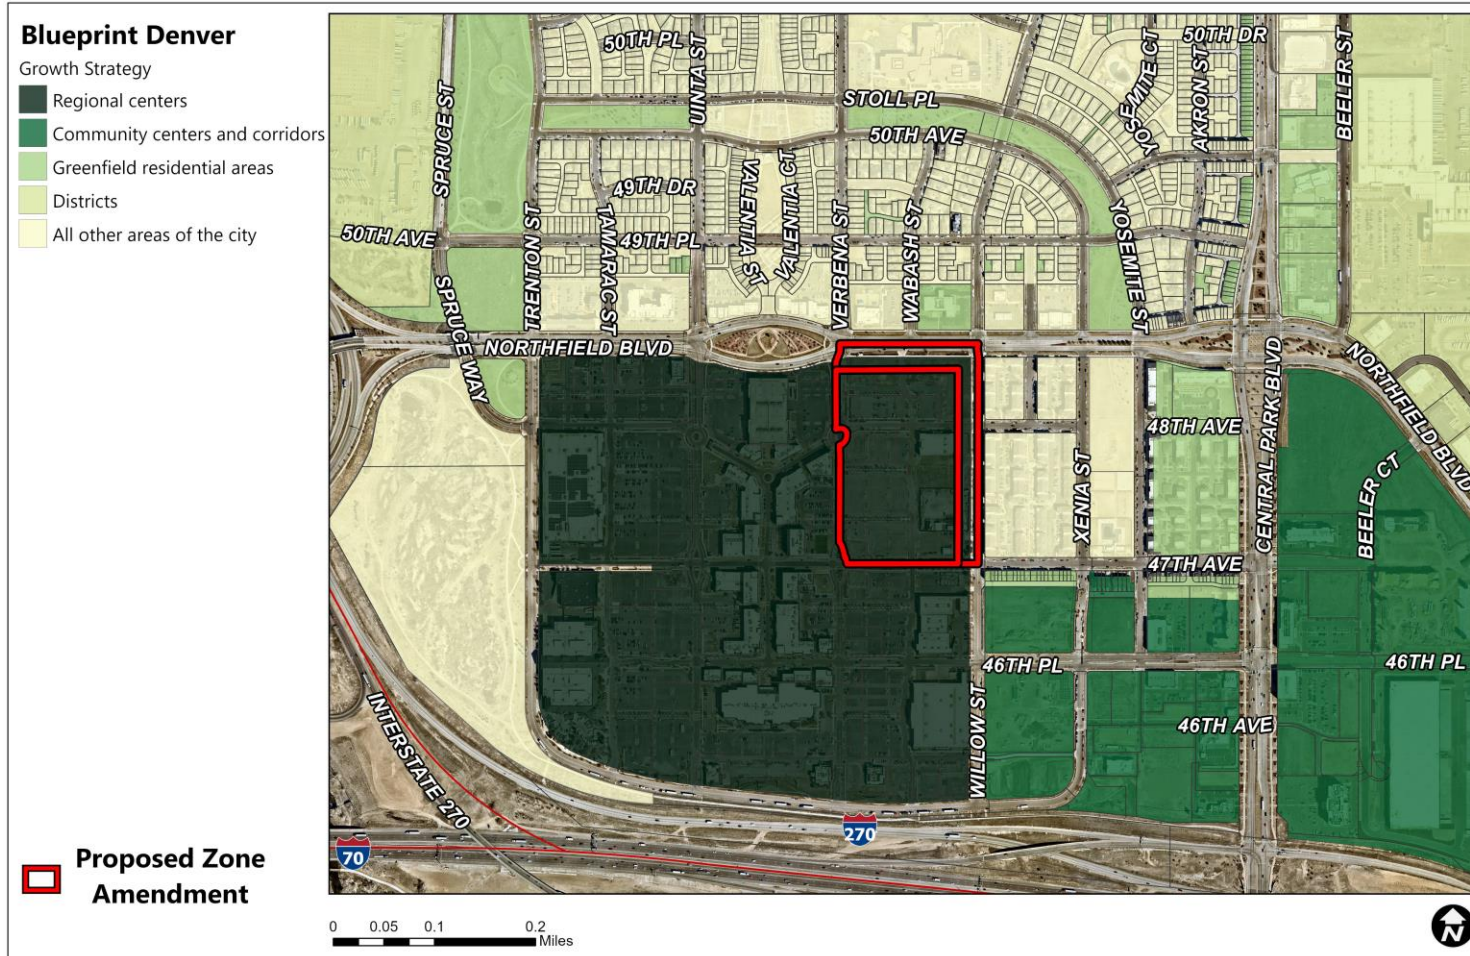 Blueprint Denver
Growth Strategy
Regional centers
Community centers and corridors
Greenfield residential areas
Districts
All other areas of the city
Proposed Zone
Amendment
50TH PL
UINTA ST
SPRUCE ST
STOLL PL
50TH AVE
YOSEMITE CT
50TH DR
AKRON ST
BEELER ST
49TH DR
VALENTIA ST
VALENTIA CT
TRENTON ST
TAMARAC ST
49TH PL
50TH AVE
VERBENA ST
WABASH ST
YOSEMITE ST
SPRUCE WAY
NORTHFIELD BLVD
CENTRAL PARK BLVD
NORTHFIELD BLVD
48TH AVE
XENIA ST
BEELER CT
47TH AVE
46TH PL
46TH PL
WILLOW ST
46TH AVE
INTERSTATE 270
270
70
0 0.05 0.1 0.2
Miles
N